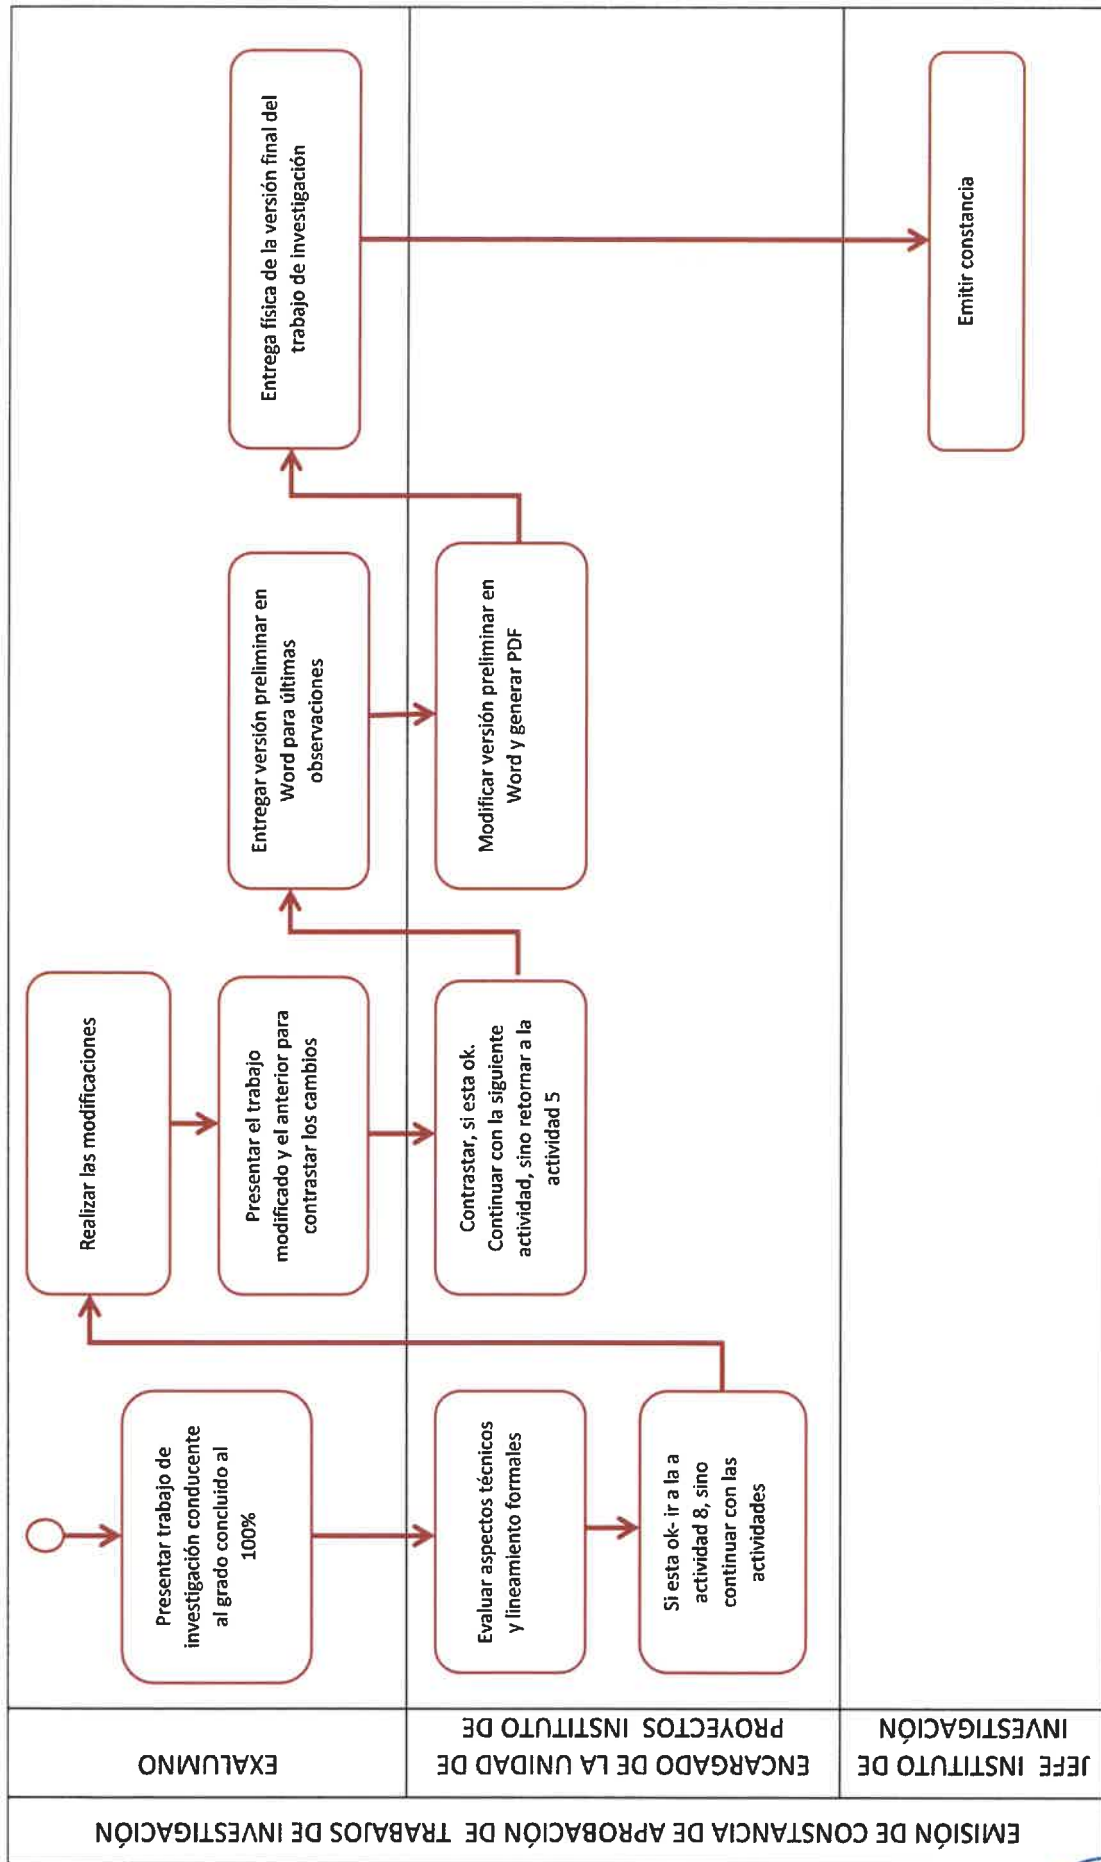 EMISIÓN DE CONSTANCIA DE APROBACIÓN DE TRABAJOS DE INVESTIGACIÓN
EXALUMNO
Presentar trabajo de
investigación conducente
al grado concluido al
100%
Realizar las modificaciones
Presentar el trabajo
modificado y el anterior para
contrastar los cambios
Entregar versión preliminar en
Word para últimas
observaciones
Entrega física de la versión final del
trabajo de investigación
ENCARGADO DE LA UNIDAD DE
PROYECTOS INSTITUTO DE
Evaluar aspectos técnicos
y lineamiento formales
Si esta ok- ir a la a
actividad 8, sino
continuar con las
actividades
Contrastar, si esta ok.
Continuar con la siguiente
actividad, sino retornar a la
actividad 5
Modificar versión preliminar en
Word y generar PDF
JEFE INSTITUTO DE
INVESTIGACIÓN
Emitir constancia